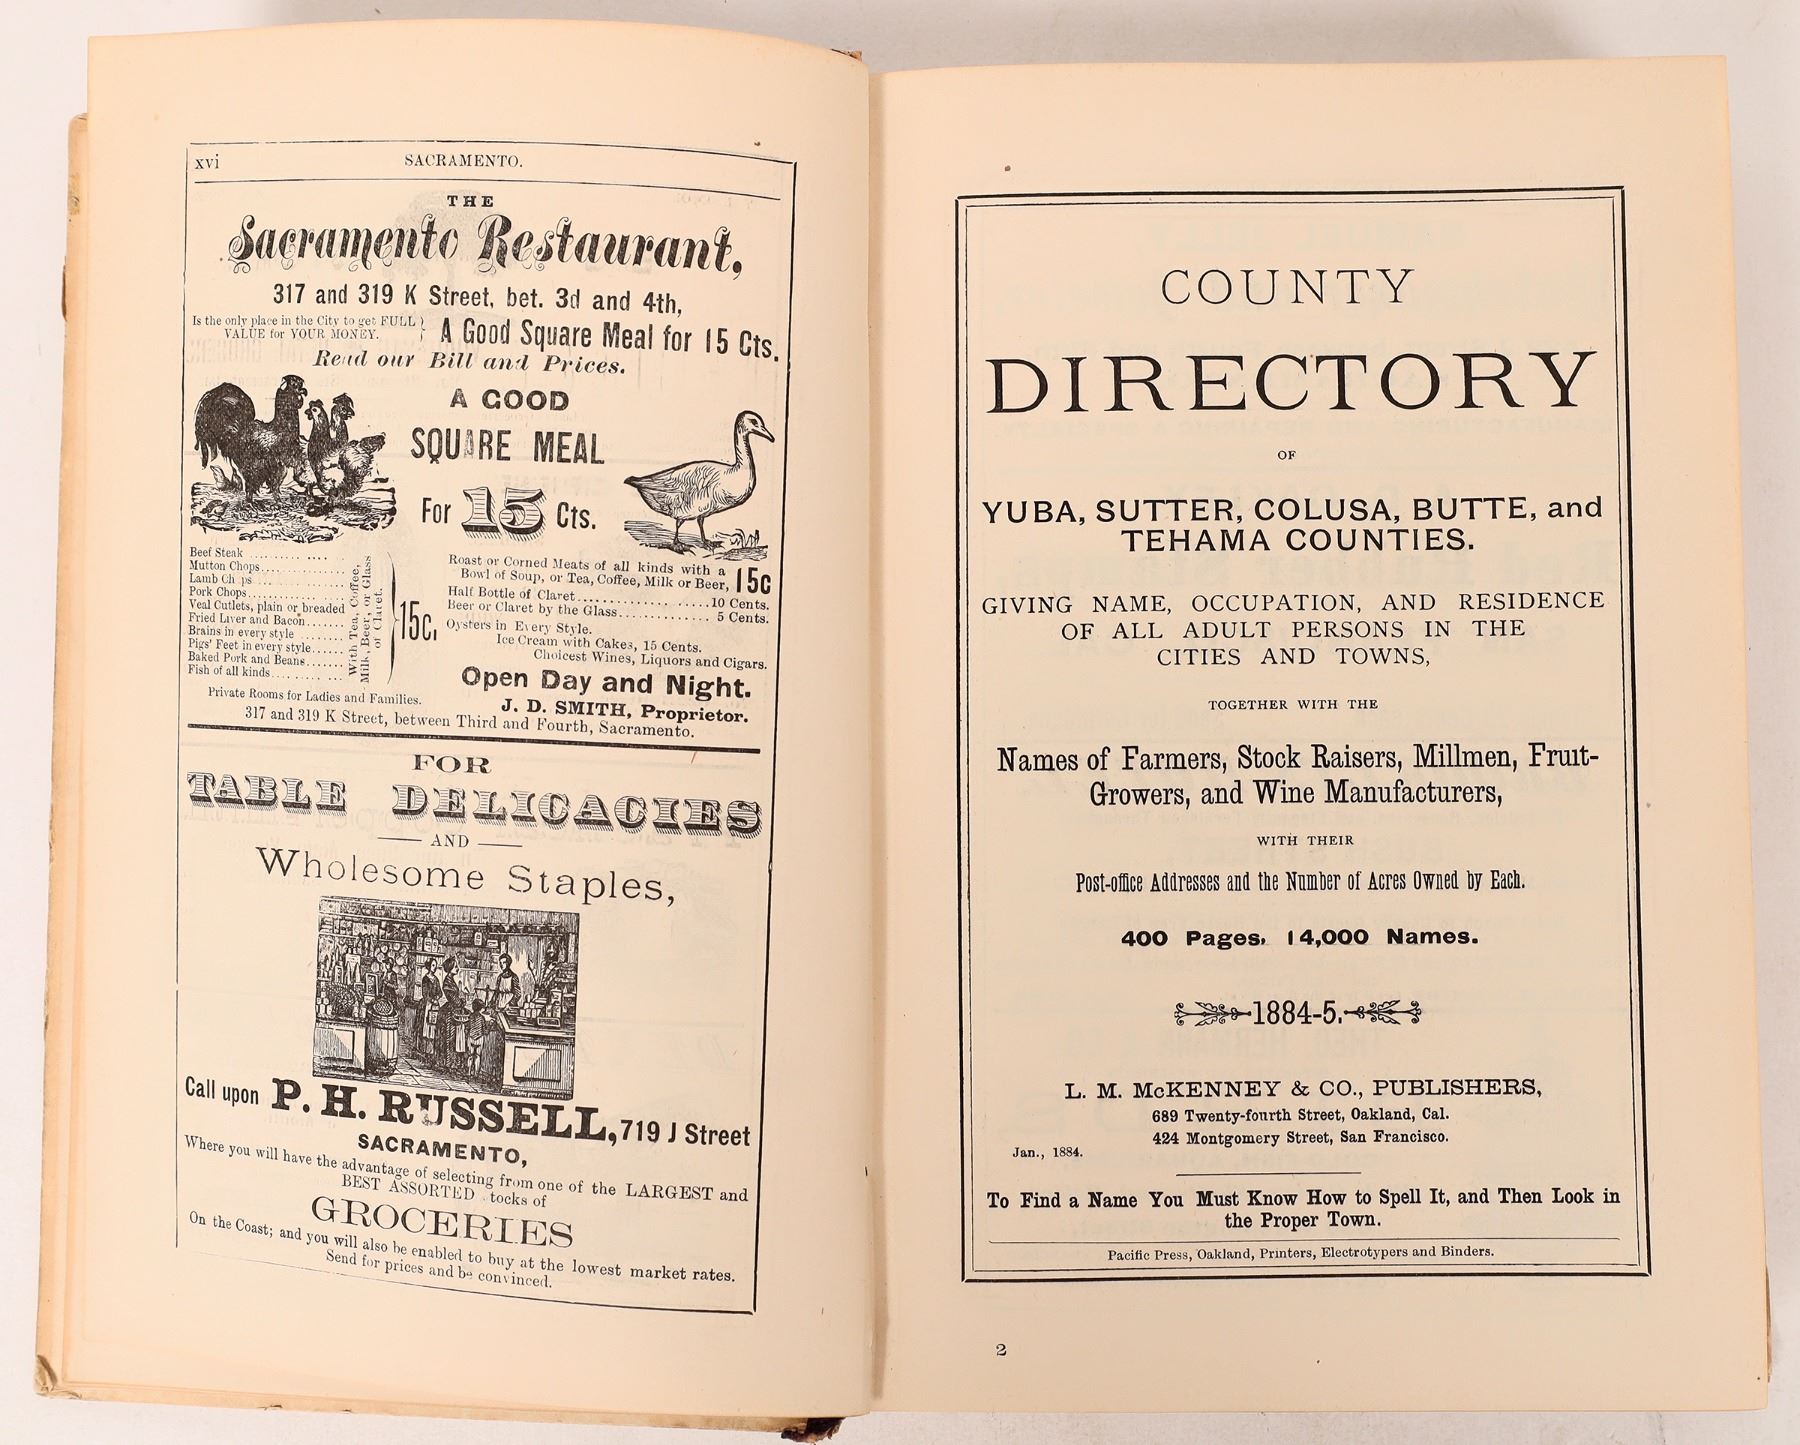 xvi SACRAMENTO.
THE
Sacramento Restaurant,
317 and 319 K Street, bet. 3d and 4th,
Is the only place in the City to get FULL
VALUE for YOUR MONEY.
A Good Square Meal for 15 Cts.
Read our Bill and Prices.
A GOOD
SQUARE MEAL
For 15 Cts.
Beef Steak
Mutton Chops
Lamb Chops
Pork Chops
Veal Cutlets, plain or breaded
Fried Liver and Bacon
Brains in every style
Pigs' Feet in every style
Baked Pork and Beans
Fish of all kinds
With Tea, Coffee,
Milk, Beer, or Glass
of Claret.
15c.
Private Rooms for Ladies and Families.
Roast or Corned Meats of all kinds with a
Bowl of Soup, or Tea, Coffee, Milk or Beer, 15c
Half Bottle of Claret 10 Cents.
Beer or Claret by the Glass 5 Cents.
Oysters in Every Style.
Ice Cream with Cakes, 15 Cents.
Choicest Wines, Liquors and Cigars.
Open Day and Night.
J. D. SMITH, Proprietor.
317 and 319 K Street, between Third and Fourth, Sacramento.
FOR
TABLE DELICACIES
AND
Wholesome Staples,
Call upon P. H. RUSSELL, 719 J Street
SACRAMENTO,
Where you will have the advantage of selecting from one of the LARGEST and
BEST ASSORTED tocks of
GROCERIES
On the Coast; and you will also be enabled to buy at the lowest market rates.
Send for prices and be convinced.
COUNTY
DIRECTORY
OF
YUBA, SUTTER, COLUSA, BUTTE, and
TEHAMA COUNTIES.
GIVING NAME, OCCUPATION, AND RESIDENCE
OF ALL ADULT PERSONS IN THE
CITIES AND TOWNS,
TOGETHER WITH THE
Names of Farmers, Stock Raisers, Millmen, Fruit-
Growers, and Wine Manufacturers,
WITH THEIR
Post-office Addresses and the Number of Acres Owned by Each.
400 Pages, 14,000 Names.
1884-5.
L. M. McKENNEY & CO., PUBLISHERS,
689 Twenty-fourth Street, Oakland, Cal.
424 Montgomery Street, San Francisco.
Jan., 1884.
To Find a Name You Must Know How to Spell It, and Then Look in
the Proper Town.
Pacific Press, Oakland, Printers, Electrotypers and Binders.
2